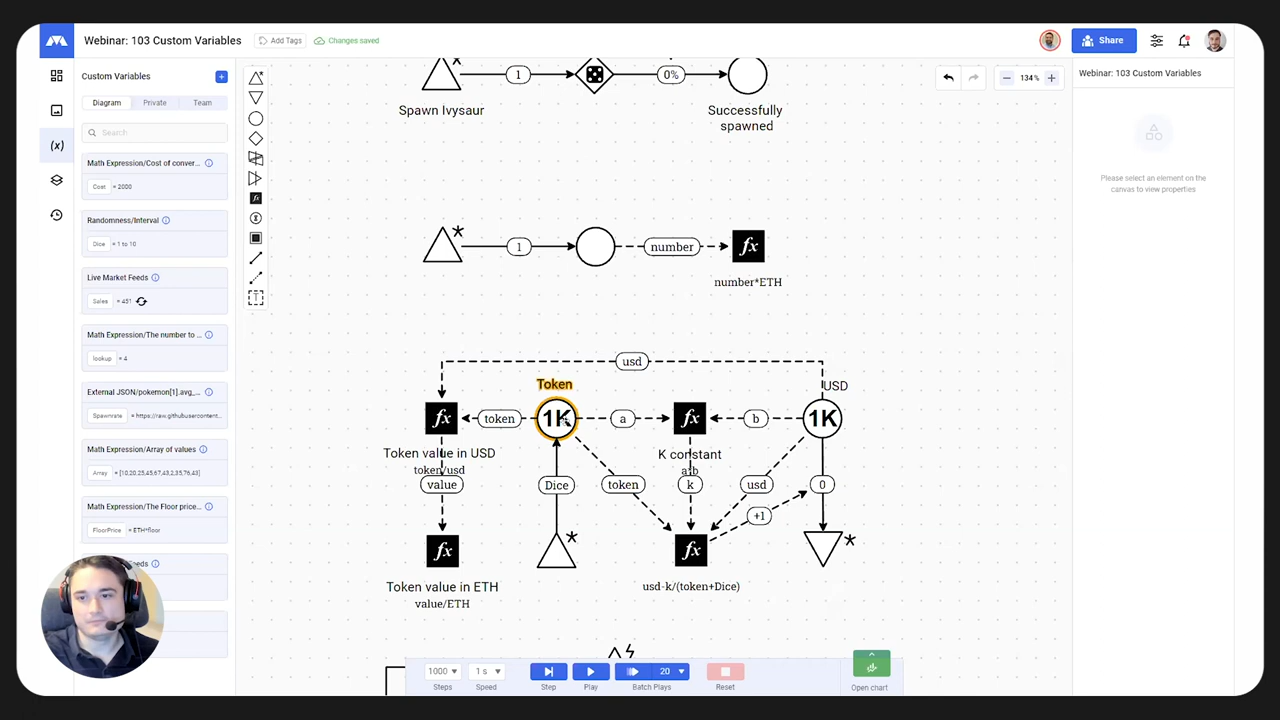 Webinar: 103 Custom Variables
Add Tags
Changes saved
Share
Custom Variables
Diagram
Private
Team
Search
Math Expression/Cost of conver...
Cost = 2000
Randomness/Interval
Dice = 1 to 10
Live Market Feeds
Sales = 451
Math Expression/The number to ...
lookup = 4
External JSON/pokemon[1].avg_...
Spawnrate = https://raw.githubusercontent...
Math Expression/Array of values
Array = [10,20,25,45,67,43,2,35,76,43]
Math Expression/The Floor price...
FloorPrice = ETH*floor
134%
Webinar: 103 Custom Variables
Please select an element on the
canvas to view properties
1
0%
Spawn Ivysaur
Successfully
spawned
1
number
fx
number*ETH
usd
Token
USD
fx
token
1K
a
fx
b
1K
Token value in USD
token/usd
K constant
a*b
value
Dice
token
k
usd
0
+1
fx
fx
Token value in ETH
value/ETH
usd-k/(token+Dice)
1000
1 s
20
Steps
Speed
Step
Play
Batch Plays
Reset
Open chart